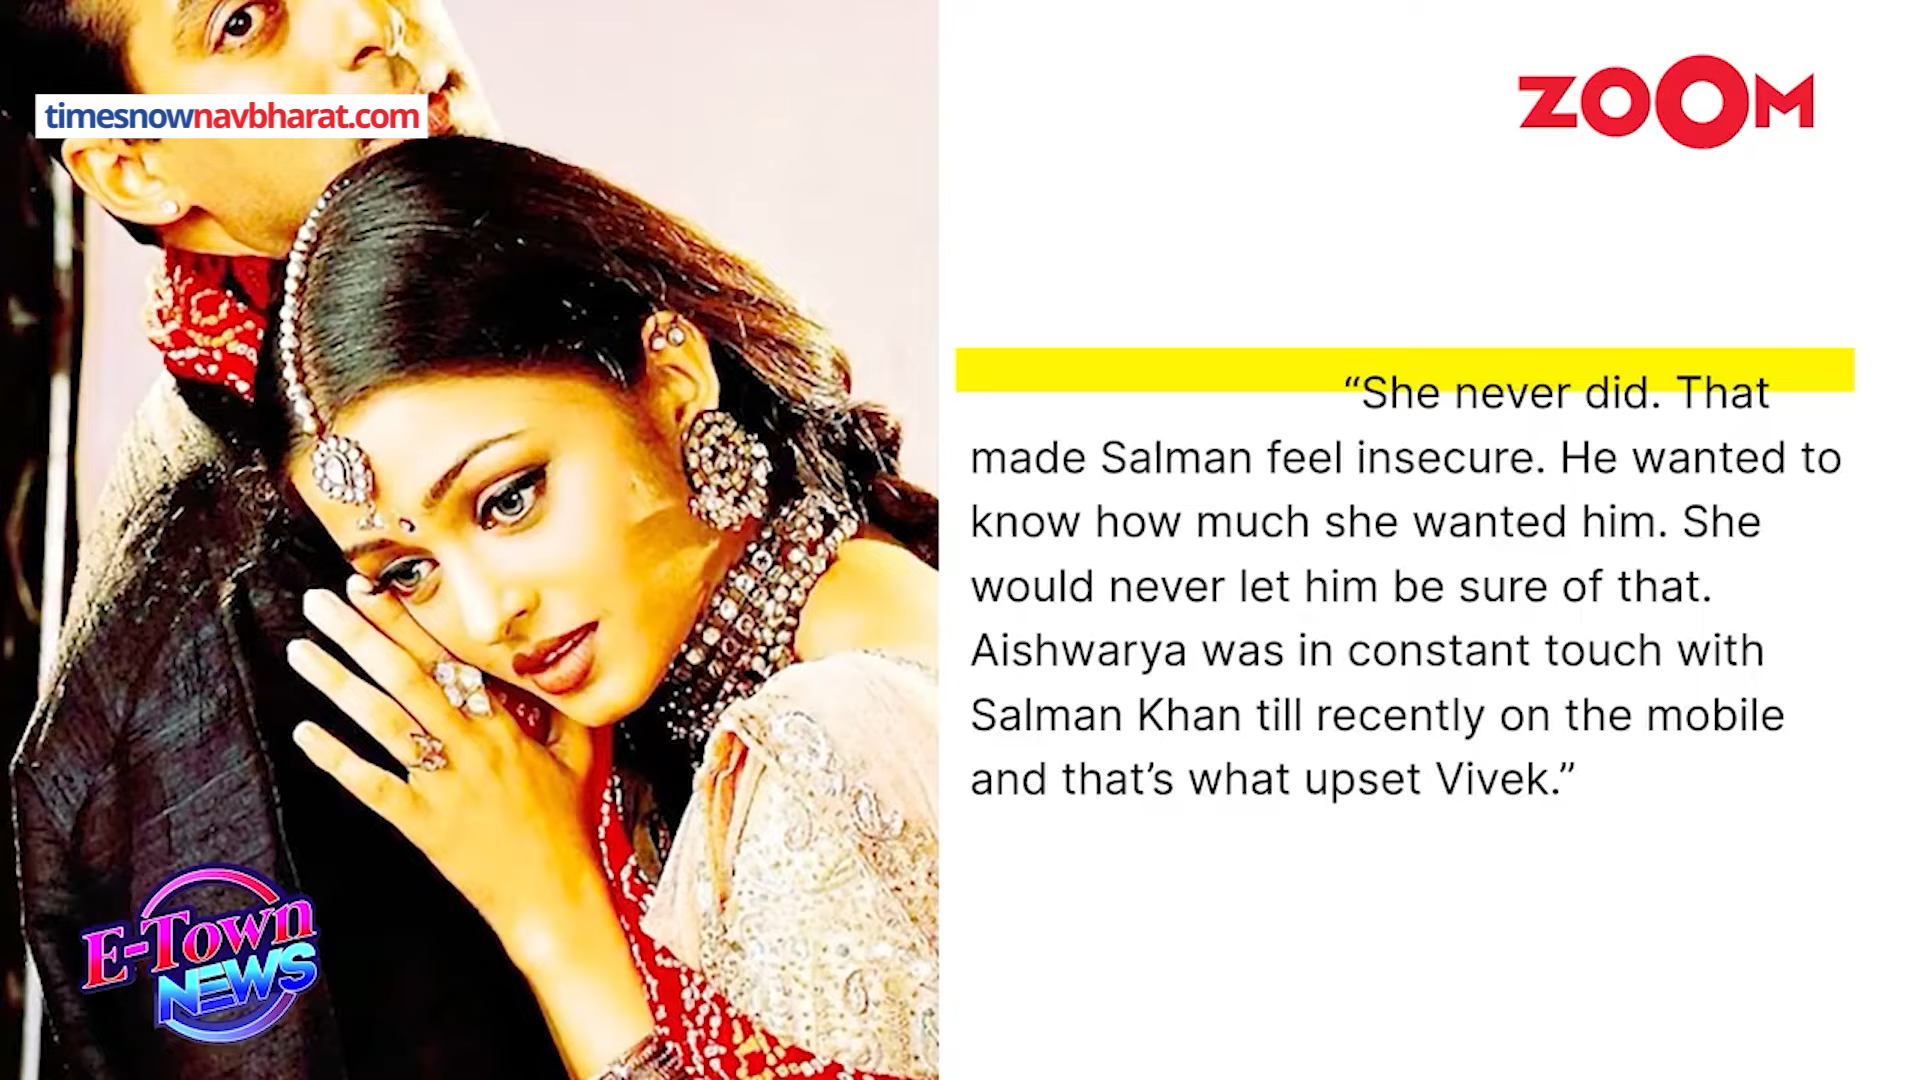 timesnownavbharat.com
ZOOM
“She never did. That
made Salman feel insecure. He wanted to
know how much she wanted him. She
would never let him be sure of that.
Aishwarya was in constant touch with
Salman Khan till recently on the mobile
and that’s what upset Vivek.”
E-Town
NEWS